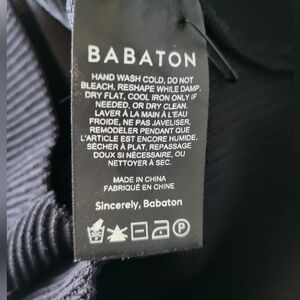 BABATON
HAND WASH COLD, DO NOT
BLEACH, RESHAPE WHILE DAMP,
DRY FLAT, COOL IRON ONLY IF
NEEDED, OR DRY CLEAN.
LAVER À LA MAIN À L'EAU
FROIDE, NE PAS JAVELISER,
REMODELER PENDANT QUE
L'ARTICLE EST ENCORE HUMIDE,
SÉCHER À PLAT, REPASSAGE
DOUX SI NÉCESSAIRE, OU
NETTOYER À SEC.
MADE IN CHINA
FABRIQUÉ EN CHINE
Sincerely, Babaton
P